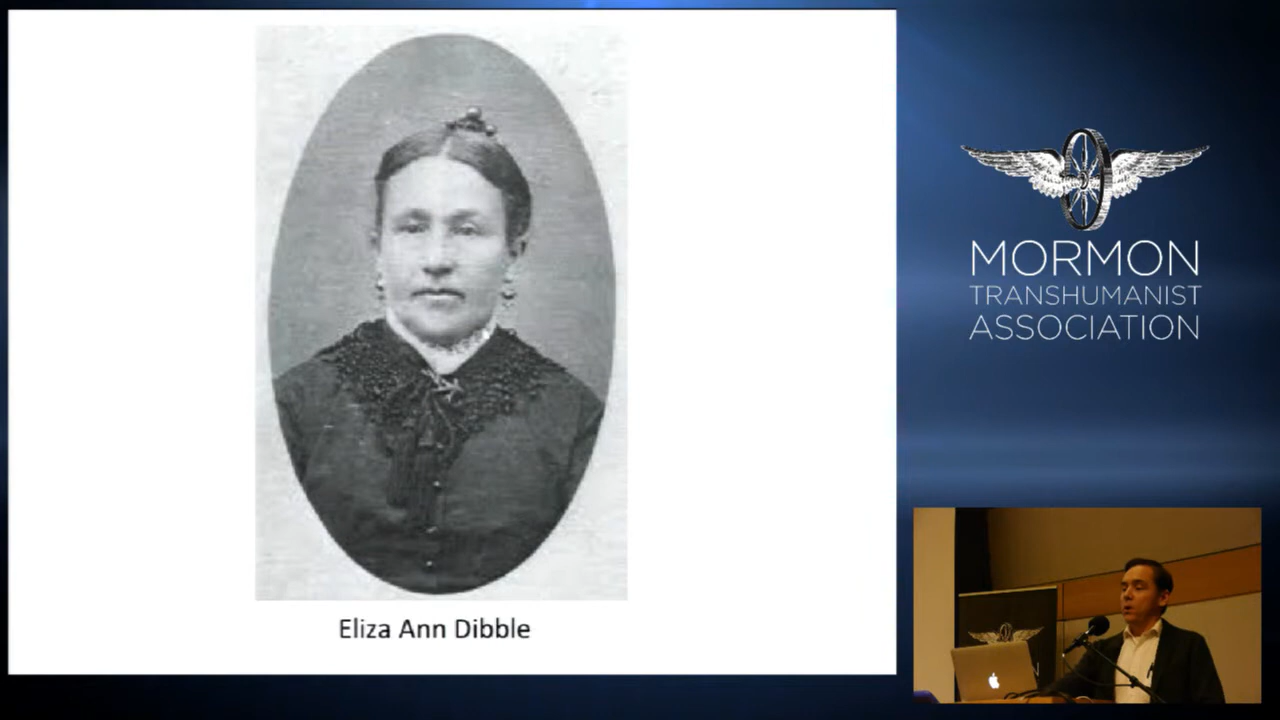 Eliza Ann Dibble
MORMON
TRANSHUMANIST
ASSOCIATION